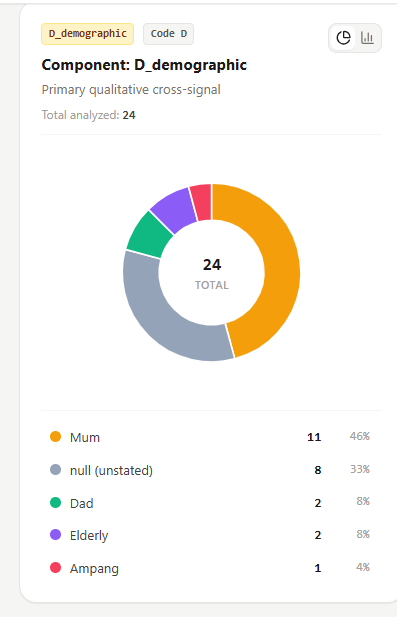 D_demographic Code D
Component: D_demographic
Primary qualitative cross-signal
Total analyzed: 24
24
TOTAL
Mum 11 46%
null (unstated) 8 33%
Dad 2 8%
Elderly 2 8%
Ampang 1 4%